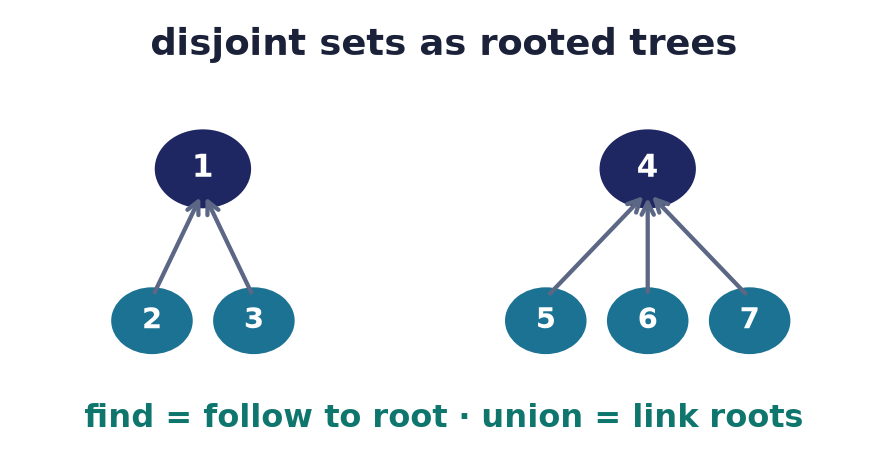 disjoint sets as rooted trees
1 4
2 3 5 6 7
find = follow to root · union = link roots